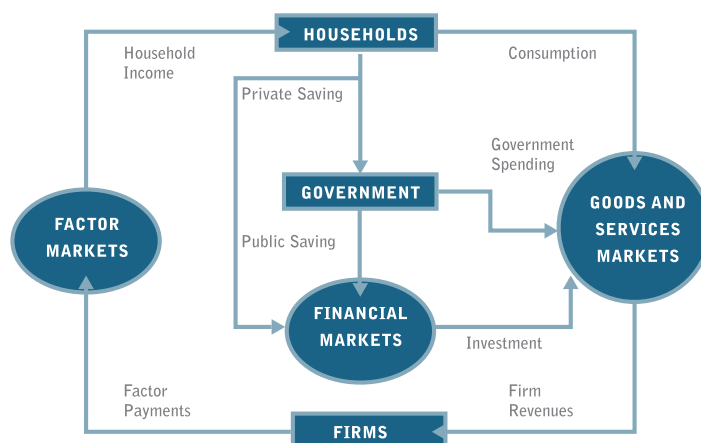 HOUSEHOLDS
Household
Income
Consumption
Private Saving
Government
Spending
GOVERNMENT
FACTOR
MARKETS
GOODS AND
SERVICES
MARKETS
Public Saving
FINANCIAL
MARKETS
Investment
Factor
Payments
Firm
Revenues
FIRMS